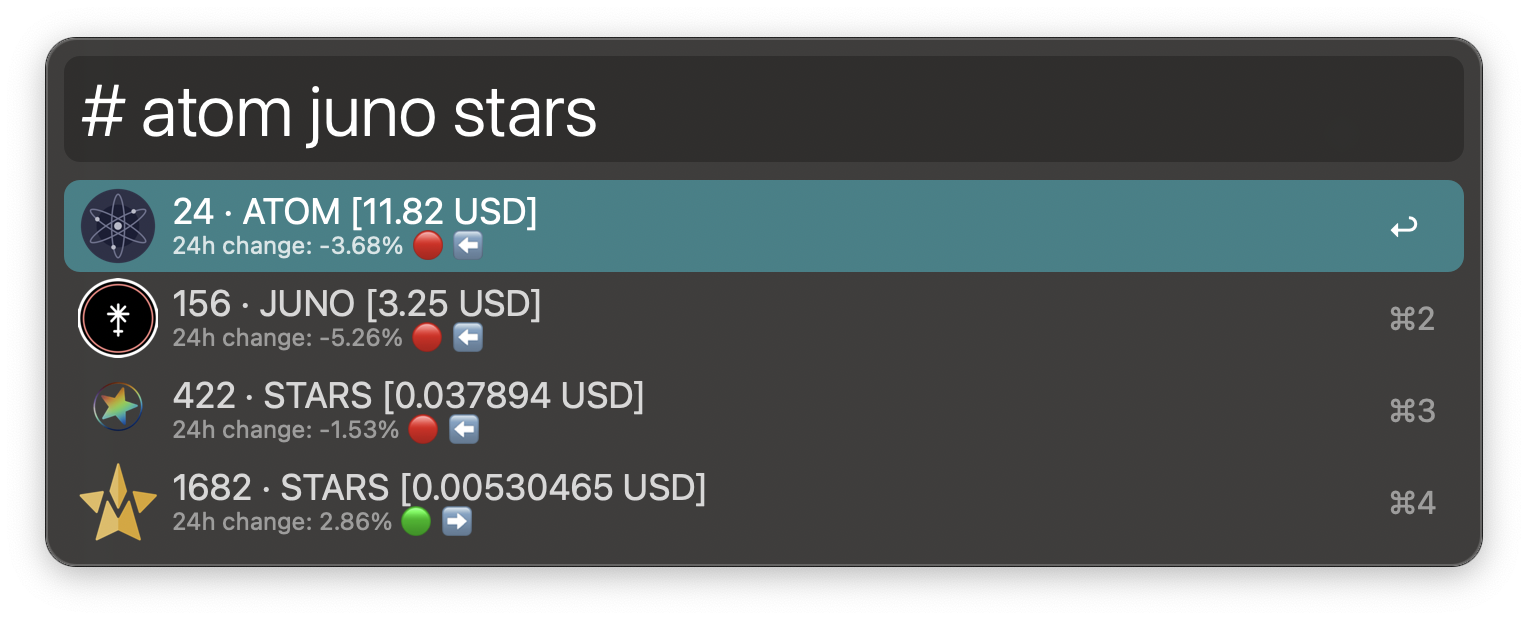 # atom juno stars
24 · ATOM [11.82 USD]
24h change: -3.68% 🔴 ⬅️
↩
156 · JUNO [3.25 USD]
24h change: -5.26% 🔴 ⬅️
⌘2
422 · STARS [0.037894 USD]
24h change: -1.53% 🔴 ⬅️
⌘3
1682 · STARS [0.00530465 USD]
24h change: 2.86% 🟢 ➡️
⌘4